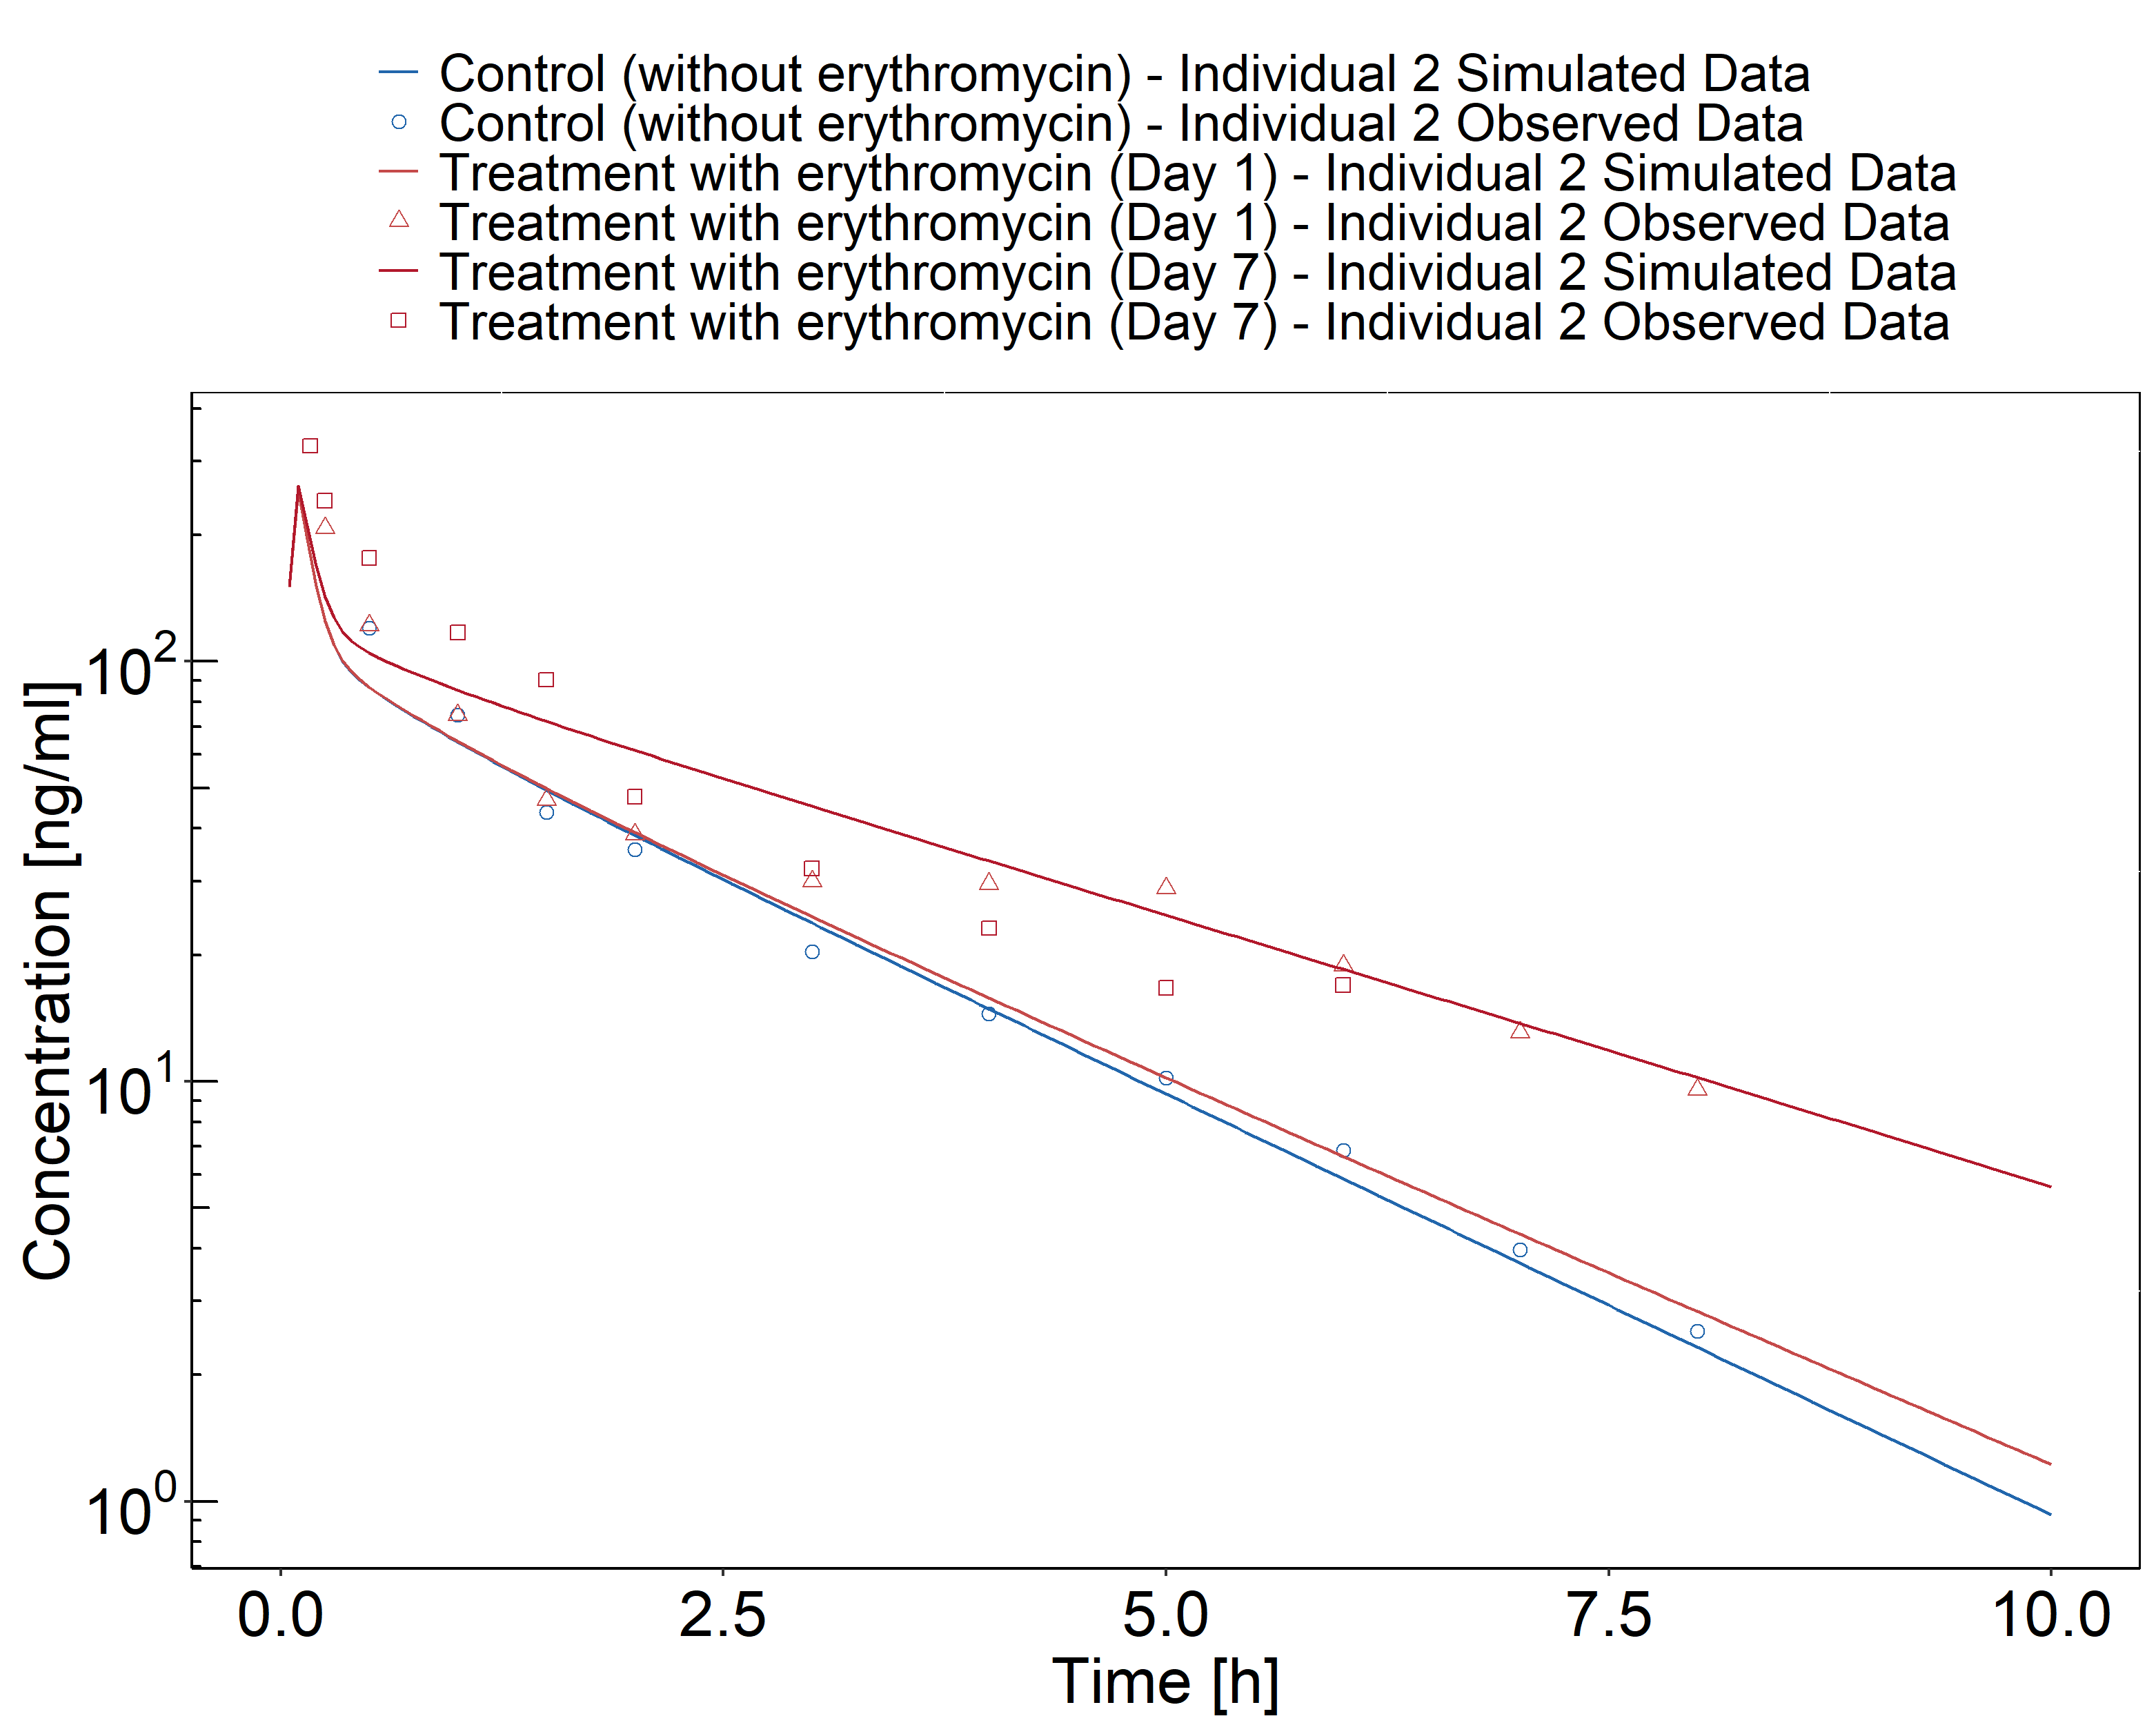 Control (without erythromycin) - Individual 2 Simulated Data
Control (without erythromycin) - Individual 2 Observed Data
Treatment with erythromycin (Day 1) - Individual 2 Simulated Data
Treatment with erythromycin (Day 1) - Individual 2 Observed Data
Treatment with erythromycin (Day 7) - Individual 2 Simulated Data
Treatment with erythromycin (Day 7) - Individual 2 Observed Data
Concentration [ng/ml]
10²
10¹
10⁰
0.0 2.5 5.0 7.5 10.0
Time [h]